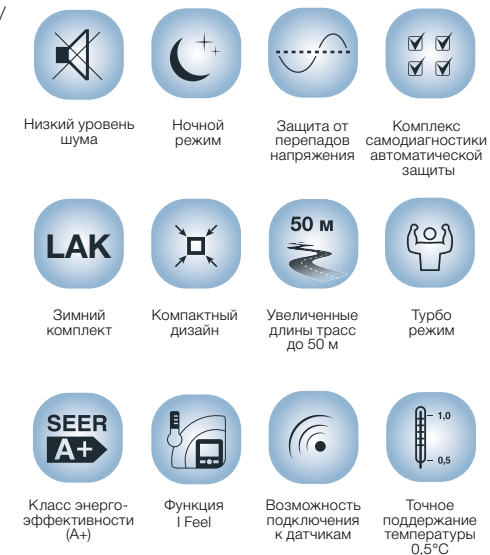 /
Низкий уровень
шума
Ночной
режим
Защита от
перепадов
напряжения
Комплекс
самодиагностики
автоматической
защиты
LAK
Зимний
комплект
Компактный
дизайн
50 м
Увеличенные
длины трасс
до 50 м
Турбо
режим
SEER
A+
Класс энерго-
эффективности
(A+)
Функция
I Feel
Возможность
подключения
к датчикам
1,0
0,5
Точное
поддержание
температуры
0,5°C